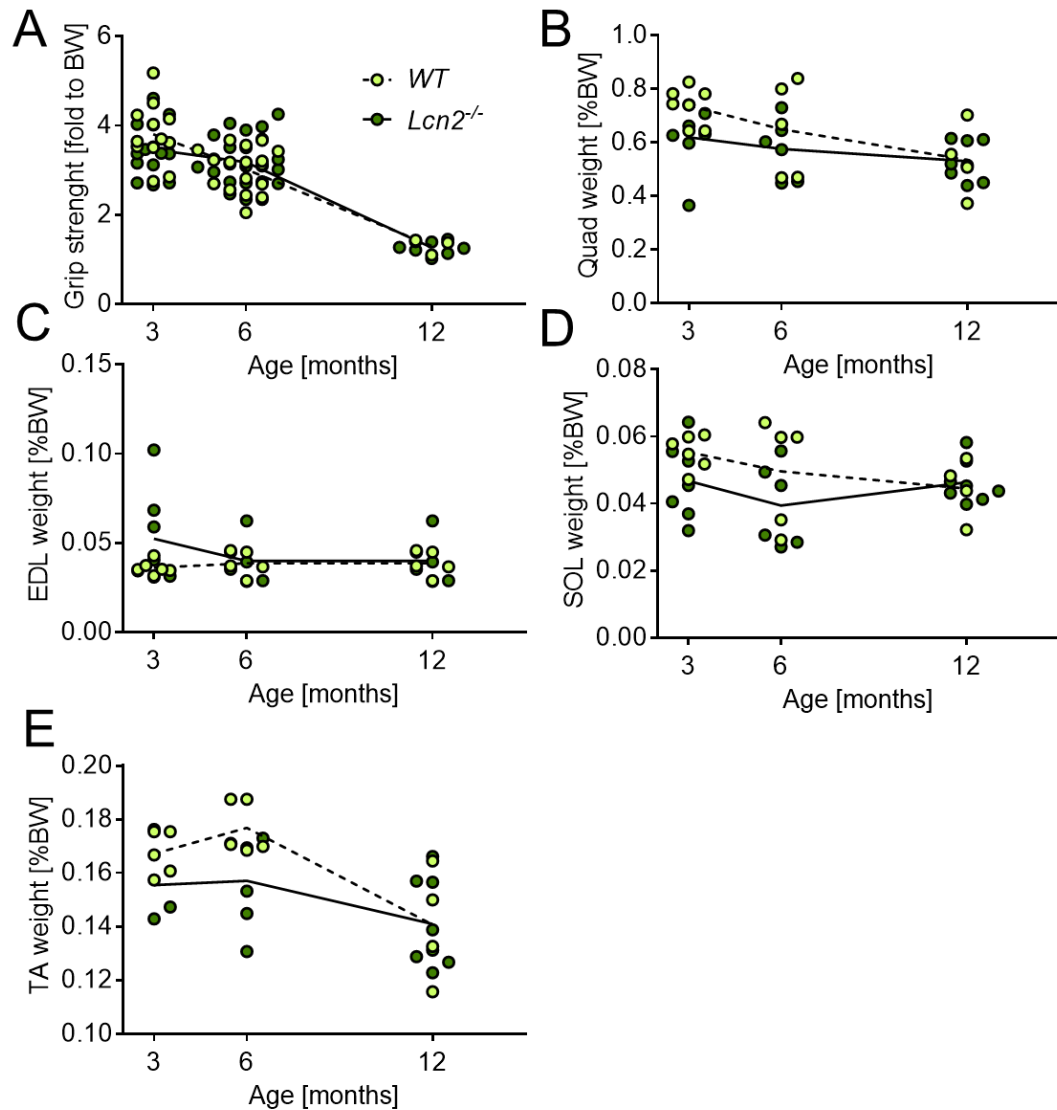 A
Grip strenght [fold to BW]
6
4
2
0
WT
Lcn2-/-
3 6 12
Age [months]
B
Quad weight [%BW]
1.0
0.8
0.6
0.4
0.2
0.0
3 6 12
Age [months]
C
EDL weight [%BW]
0.15
0.10
0.05
0.00
3 6 12
Age [months]
D
SOL weight [%BW]
0.08
0.06
0.04
0.02
0.00
3 6 12
Age [months]
E
TA weight [%BW]
0.20
0.18
0.16
0.14
0.12
0.10
3 6 12
Age [months]